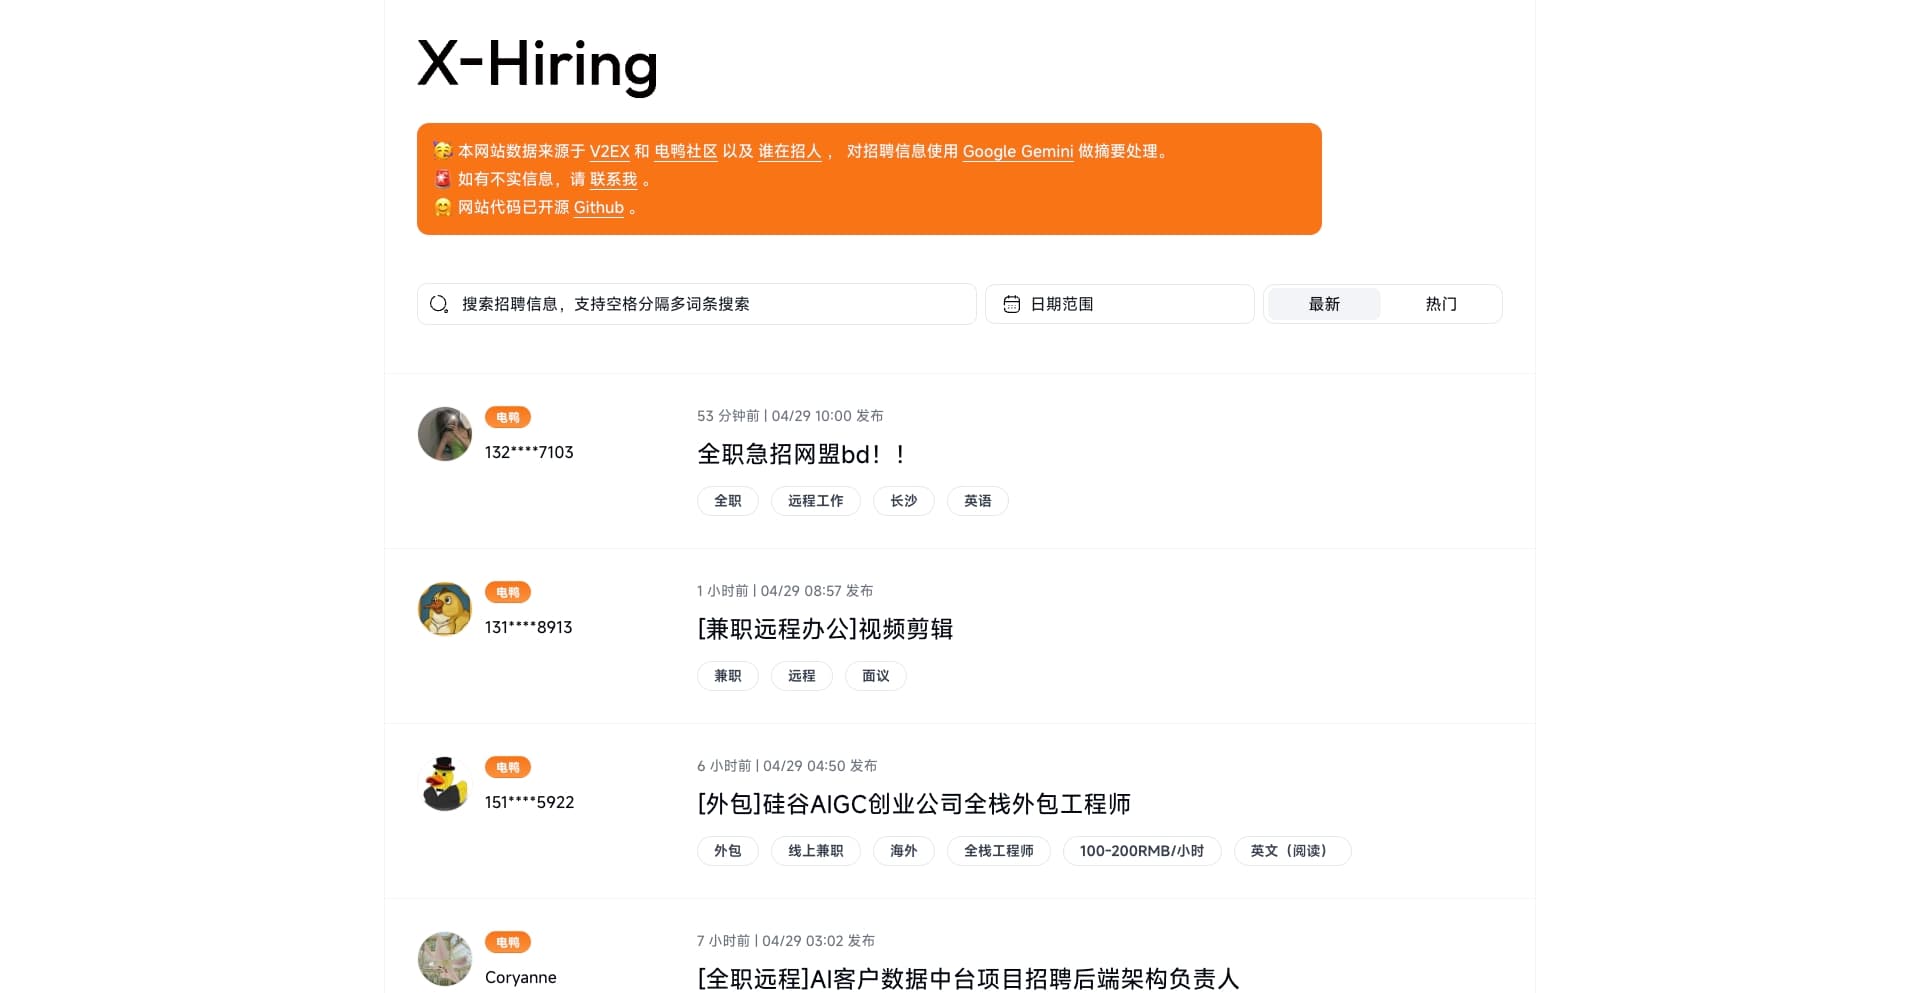 X-Hiring
🥳 本网站数据来源于 V2EX 和 电鸭社区 以及 谁在招人 ， 对招聘信息使用 Google Gemini 做摘要处理。
🚨 如有不实信息，请 联系我 。
🤗 网站代码已开源 Github 。
搜索招聘信息，支持空格分隔多词条搜索
日期范围
最新
热门
电鸭
132****7103
53 分钟前 | 04/29 10:00 发布
全职急招网盟bd！！
全职
远程工作
长沙
英语
电鸭
131****8913
1 小时前 | 04/29 08:57 发布
[兼职远程办公]视频剪辑
兼职
远程
面议
电鸭
151****5922
6 小时前 | 04/29 04:50 发布
[外包]硅谷AIGC创业公司全栈外包工程师
外包
线上兼职
海外
全栈工程师
100-200RMB/小时
英文（阅读）
电鸭
Coryanne
7 小时前 | 04/29 03:02 发布
[全职远程]AI客户数据中台项目招聘后端架构负责人